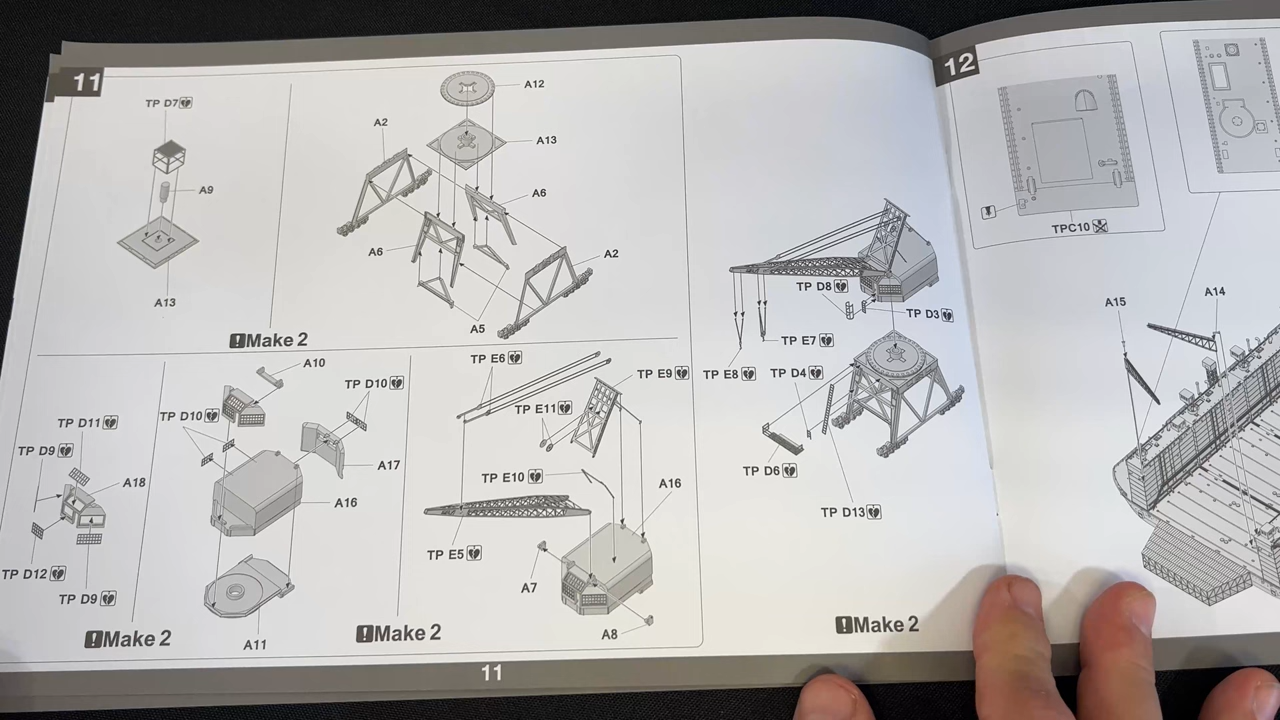 11
TP D7
A9
A13
A12
A2
A13
A6
A6
A2
A5
Make 2
TP D11
TP D9
A18
TP D12
TP D9
Make 2
A10
TP D10
TP D10
A17
A16
A11
TP E6
TP E9
TP E11
TP E10
A16
TP E5
A7
A8
Make 2
TP D8
TP D3
TP E7
TP E8
TP D4
TP D6
TP D13
Make 2
11
12
TPC10
A15
A14